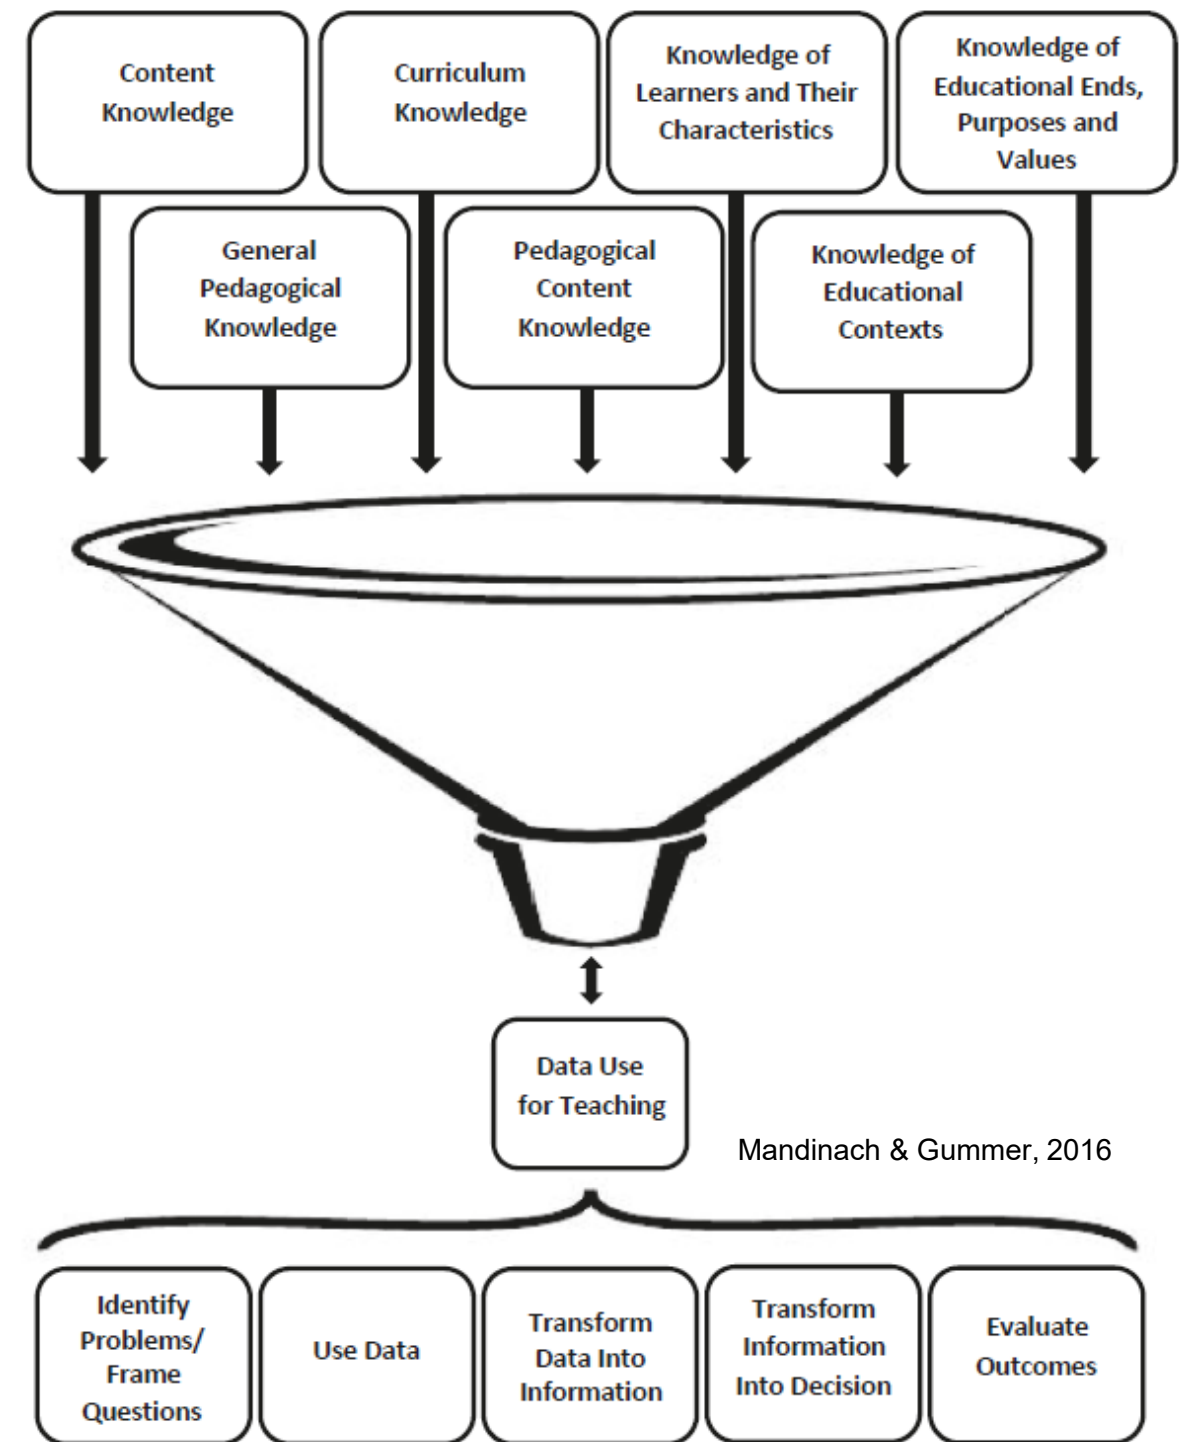 Content
Knowledge
Curriculum
Knowledge
Knowledge of
Learners and Their
Characteristics
Knowledge of
Educational Ends,
Purposes and
Values
General
Pedagogical
Knowledge
Pedagogical
Content
Knowledge
Knowledge of
Educational
Contexts
Data Use
for Teaching
Mandinach & Gummer, 2016
Identify
Problems/
Frame
Questions
Use Data
Transform
Data Into
Information
Transform
Information
Into Decision
Evaluate
Outcomes